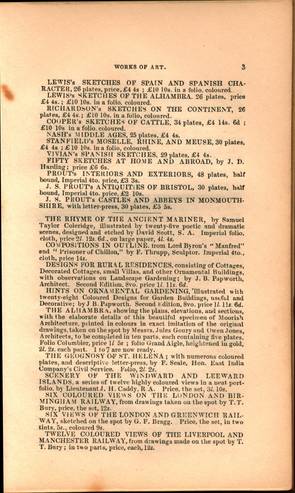 WORKS OF ART. 3
LEWIS's SKETCHES OF SPAIN AND SPANISH CHA-
RACTER, 26 plates, price, £4 4s ; £10 10s. in a folio, coloured.
LEWIS's SKETCHES OF THE ALHAMBRA. 26 plates, price
£4 4s. ; £10 10s. in a folio, coloured.
RICHARDSON's SKETCHES ON THE CONTINENT, 26
plates, £4 4s. ; £10 10s. in a folio, coloured.
COOPER's SKETCHES OF CATTLE, 34 plates, £4 14s. 6d ;
£10 10s in a folio, coloured.
NASH's MIDDLE AGES, 25 plates, £4 4s.
STANFIELD's MOSELLE, RHINE, AND MEUSE, 30 plates,
£4 4s ; £10 10s. in a folio, coloured.
VIVIAN's SPANISH SKETCHES, 29 plates, £4 4s.
FIFTY SKETCHES AT HOME AND ABROAD, by J. D.
Harding ; price £6 6s.
PROUT's INTERIORS AND EXTERIORS, 48 plates, half
bound, Imperial 4to. price, £3 3s.
J. S. PROUT's ANTIQUITIES OF BRISTOL, 30 plates, half
bound, Imperial 4to. price, £2 10s.
J. S. PROUT's CASTLES AND ABBEYS IN MONMOUTH-
SHIRE, with letter-press, 30 plates, £5 5s.
THE RHYME OF THE ANCIENT MARINER, by Samuel
Taylor Coleridge, illustrated by twenty-five poetic and dramatic
scenes, designed and etched by David Scott, S. A. Imperial folio,
cloth, price 2l. 12s. 6d., on large paper, 4l. 4s.
COMPOSITIONS IN OUTLINE, from Lord Byron's " Manfred"
and " Prisoner of Chillon," by F. Thrupp, Sculptor. Imperial 4to.,
cloth, price 14s.
DESIGNS FOR RURAL RESIDENCES, consisting of Cottages,
Decorated Cottages, small Villas, and other Ornamental Buildings,
with observations on Landscape Gardening ; by J. B. Papworth,
Architect. Second Edition, 8vo. price 1l. 11s. 6d.
HINTS ON ORNAMENTAL GARDENING, illustrated with
twenty-eight Coloured Designs for Garden Buildings, useful and
Decorative; by J B. Papworth. Second Edition. 8vo. price 1l. 11s 6d.
THE ALHAMBRA, shewing the plans, elevations, and sections,
with the elaborate details of this beautiful specimen of Moorish
Architecture, printed in colours in exact imitation of the original
drawings, taken on the spot by Messrs. Jules Goury and Owen Jones,
Architects, to be completed in ten parts, each containing five plates.
Folio Columbier, price 1l 5s ; folio Grand Aigle, heightened in gold,
2l. 2s. each part. 1 to 7 are now ready.
THE GEOGNOSY OF ST. HELENA ; with numerous coloured
plates, and descriptive letter-press, by F. Seale, Hon. East India
Company's Civil Service. Folio, 2l. 2s.
SCENERY OF THE WINDWARD AND LEEWARD
ISLANDS, a series of twelve highly coloured views in a neat port-
folio, by Lieutenant J. H. Caddy, R A. Price, the set, 3l. 10s.
SIX COLOURED VIEWS ON THE LONDON AND BIR-
MINGHAM RAILWAY, from drawings taken on the spot by T. T.
Bury, price, the set, 12s.
SIX VIEWS OF THE LONDON AND GREENWICH RAIL-
WAY, sketched on the spot by G. F. Bragg. Price, the set, in two
tints, 5s., coloured 9s.
TWELVE COLOURED VIEWS OF THE LIVERPOOL AND
MANCHESTER RAILWAY, from drawings made on the spot by T.
T. Bury ; in two parts, price, each, 12s.